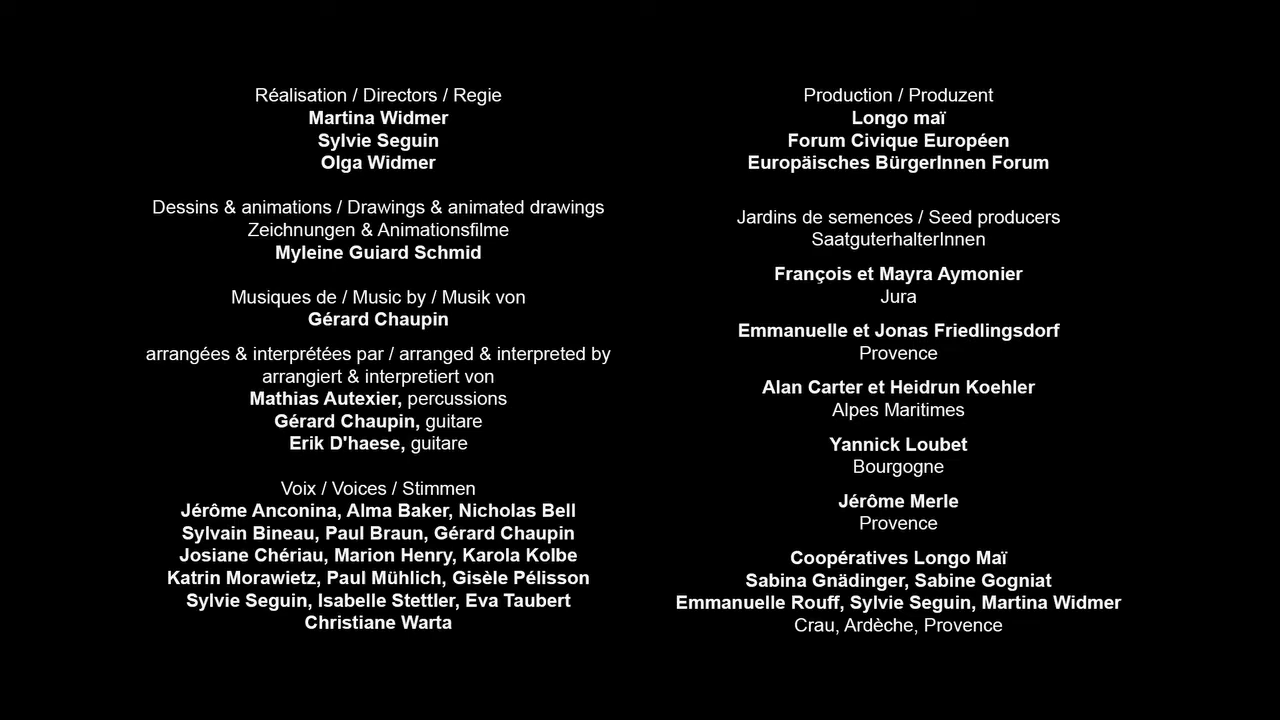 Réalisation / Directors / Regie
Martina Widmer
Sylvie Seguin
Olga Widmer
Dessins & animations / Drawings & animated drawings
Zeichnungen & Animationsfilme
Myleine Guiard Schmid
Musiques de / Music by / Musik von
Gérard Chaupin
arrangées & interprétées par / arranged & interpreted by
arrangiert & interpretiert von
Mathias Autexier, percussions
Gérard Chaupin, guitare
Erik D'haese, guitare
Voix / Voices / Stimmen
Jérôme Anconina, Alma Baker, Nicholas Bell
Sylvain Bineau, Paul Braun, Gérard Chaupin
Josiane Chériau, Marion Henry, Karola Kolbe
Katrin Morawietz, Paul Mühlich, Gisèle Pélisson
Sylvie Seguin, Isabelle Stettler, Eva Taubert
Christiane Warta
Production / Produzent
Longo maï
Forum Civique Européen
Europäisches BürgerInnen Forum
Jardins de semences / Seed producers
SaatguterhalterInnen
François et Mayra Aymonier
Jura
Emmanuelle et Jonas Friedlingsdorf
Provence
Alan Carter et Heidrun Koehler
Alpes Maritimes
Yannick Loubet
Bourgogne
Jérôme Merle
Provence
Coopératives Longo Maï
Sabina Gnädinger, Sabine Gogniat
Emmanuelle Rouff, Sylvie Seguin, Martina Widmer
Crau, Ardèche, Provence